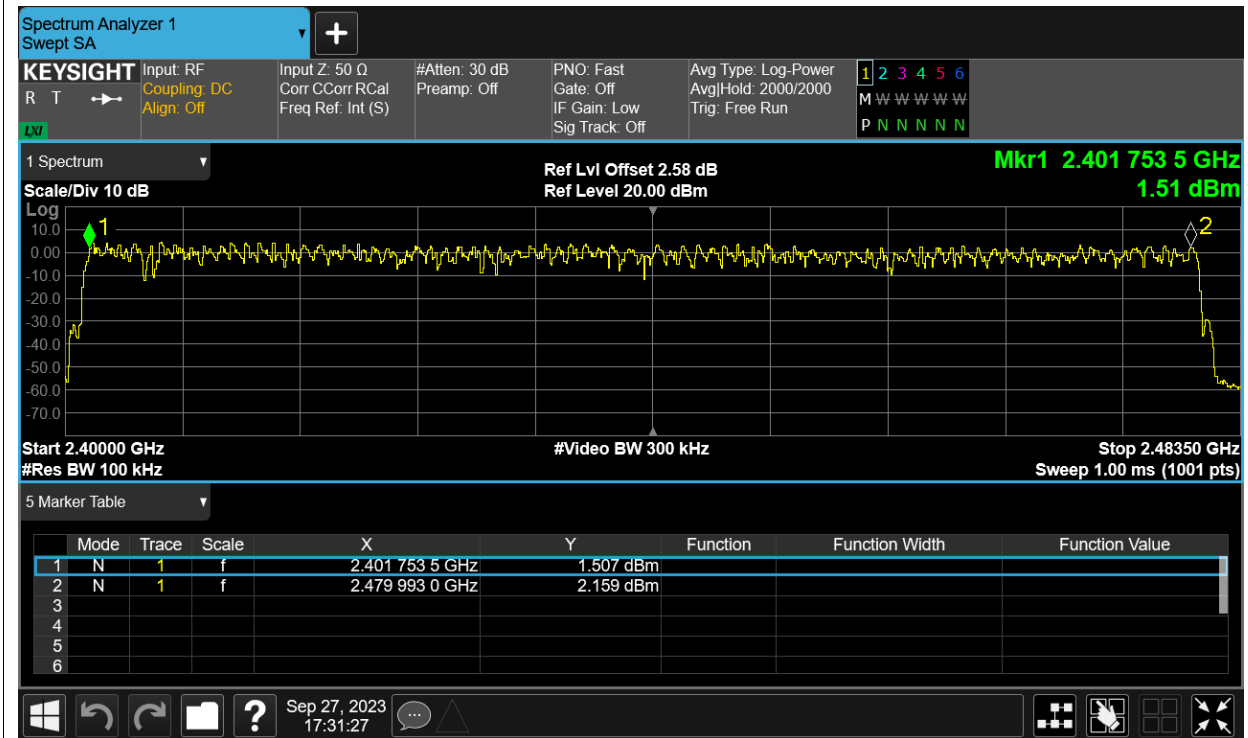 Spectrum Analyzer 1
Swept SA
KEYSIGHT
R T
LXI
Input: RF
Coupling: DC
Align: Off
Input Z: 50 Ω
Corr CCorr RCal
Freq Ref: Int (S)
#Atten: 30 dB
Preamp: Off
PNO: Fast
Gate: Off
IF Gain: Low
Sig Track: Off
Avg Type: Log-Power
Avg|Hold: 2000/2000
Trig: Free Run
1 2 3 4 5 6
M W W W W W
P N N N N N
1 Spectrum
Scale/Div 10 dB
Ref Lvl Offset 2.58 dB
Ref Level 20.00 dBm
Mkr1 2.401 753 5 GHz
1.51 dBm
Log
10.0
0.00
-10.0
-20.0
-30.0
-40.0
-50.0
-60.0
-70.0
1
2
Start 2.40000 GHz
#Res BW 100 kHz
#Video BW 300 kHz
Stop 2.48350 GHz
Sweep 1.00 ms (1001 pts)
5 Marker Table
Mode Trace Scale X Y Function Function Width Function Value
1 N 1 f 2.401 753 5 GHz 1.507 dBm
2 N 1 f 2.479 993 0 GHz 2.159 dBm
3
4
5
6
?
Sep 27, 2023
17:31:27